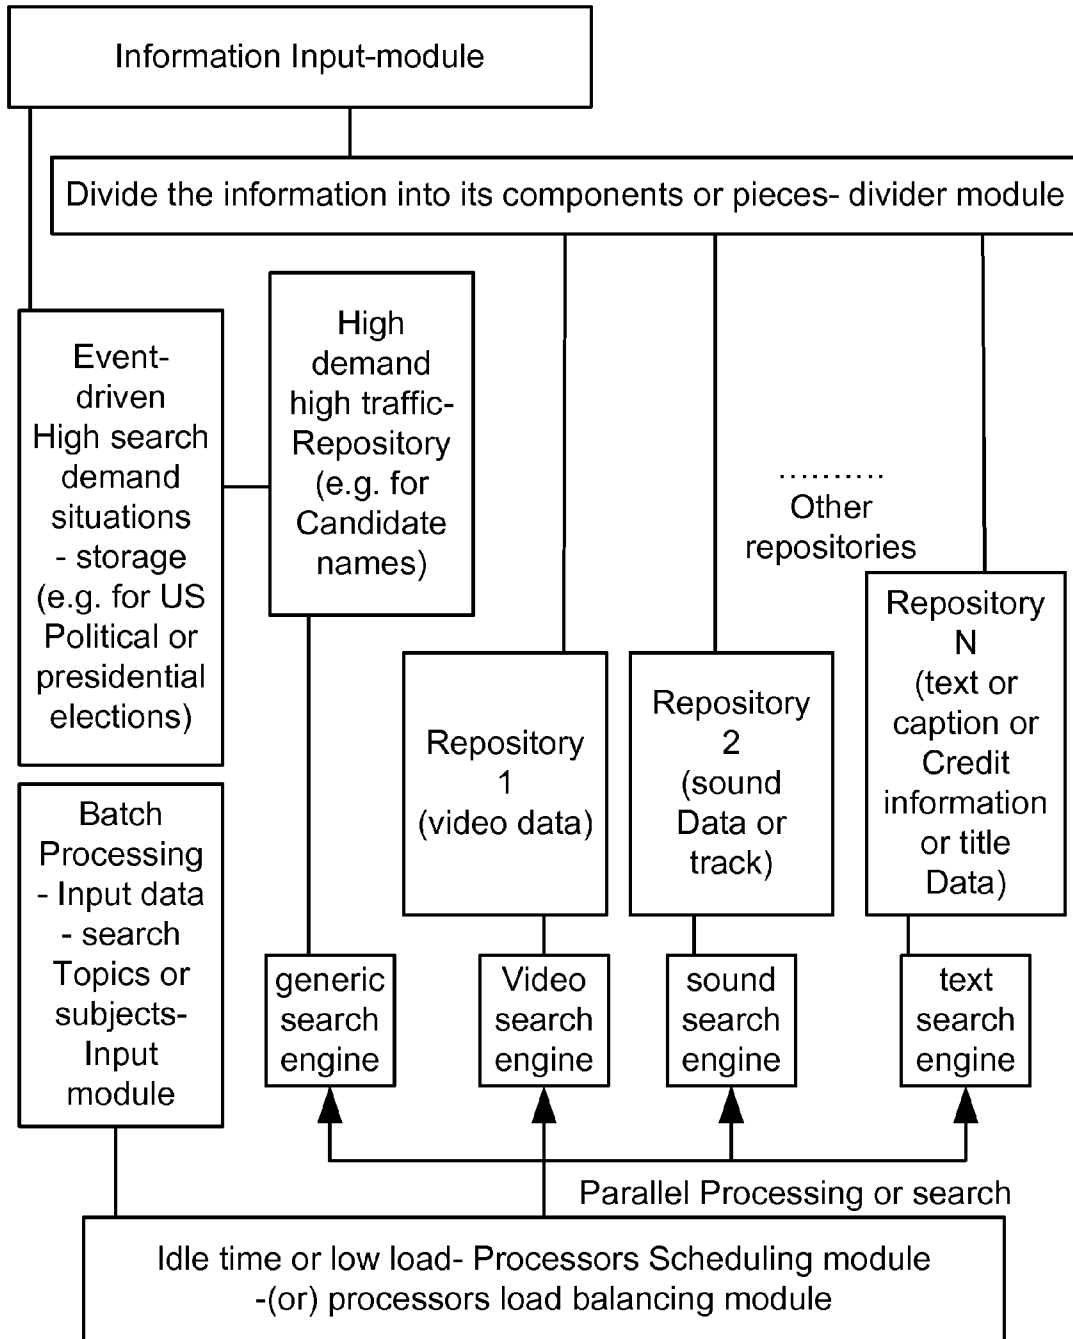 Information Input-module
Divide the information into its components or pieces- divider module
Event-
driven
High search
demand
situations
- storage
(e.g. for US
Political or
presidential
elections)
High
demand
high traffic-
Repository
(e.g. for
Candidate
names)
..........
Other
repositories
Repository
1
(video data)
Repository
2
(sound
Data or
track)
Repository
N
(text or
caption or
Credit
information
or title
Data)
Batch
Processing
- Input data
- search
Topics or
subjects-
Input
module
generic
search
engine
Video
search
engine
sound
search
engine
text
search
engine
Parallel Processing or search
Idle time or low load- Processors Scheduling module
-(or) processors load balancing module